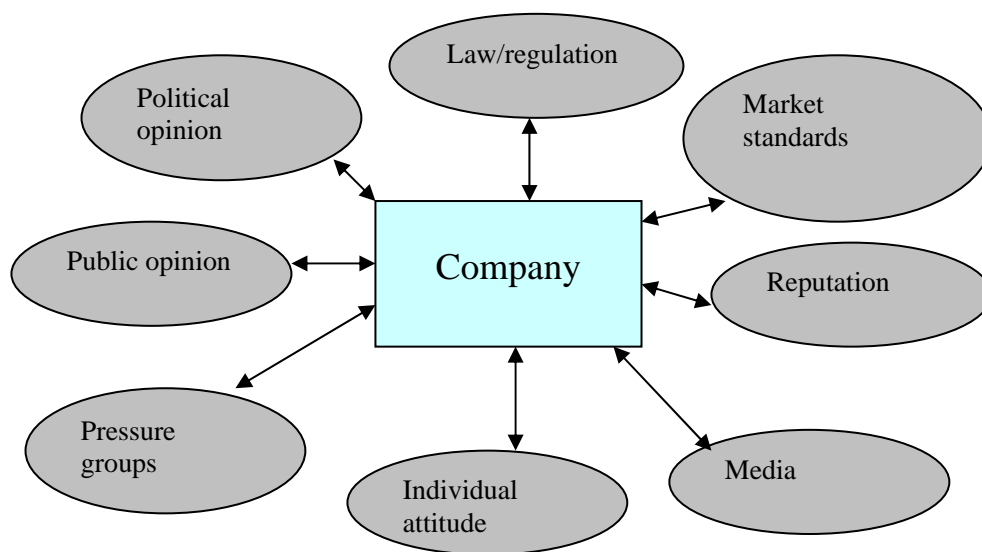 Law/regulation
Political
opinion
Market
standards
Public opinion
Company
Reputation
Pressure
groups
Individual
attitude
Media